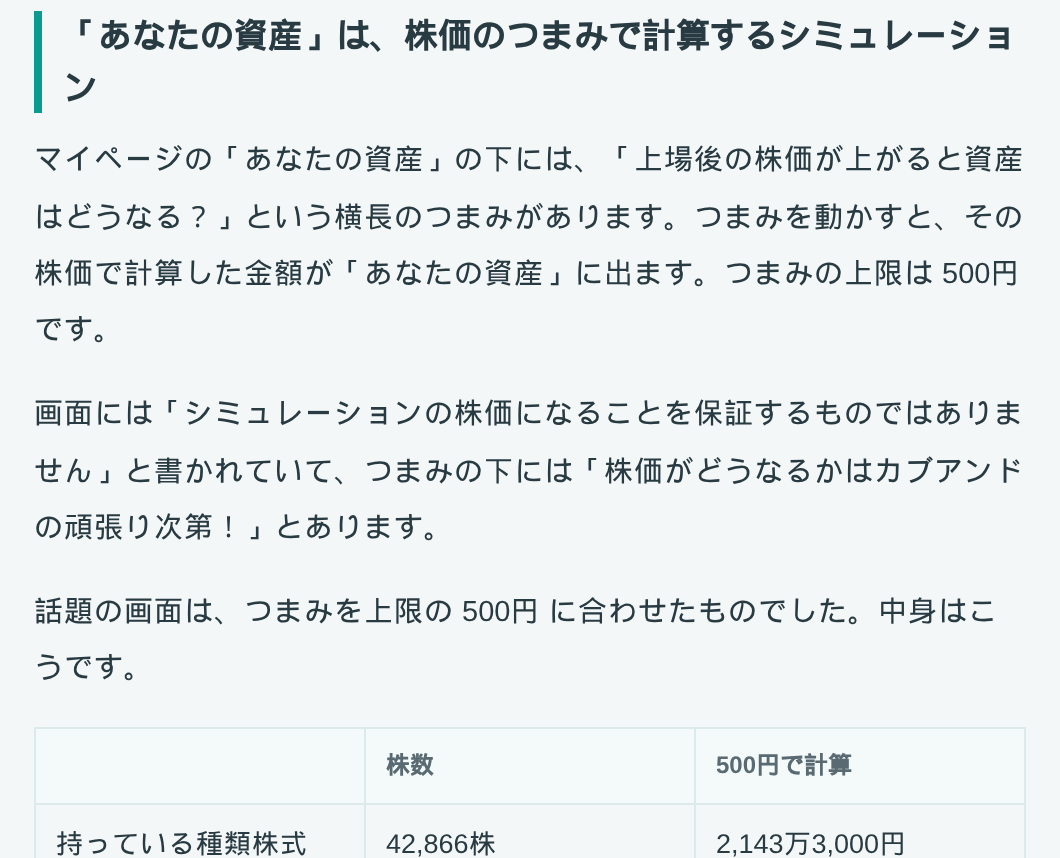 「あなたの資産」は、株価のつまみで計算するシミュレーショ
ン
マイページの「あなたの資産」の下には、「上場後の株価が上がると資産
はどうなる？」という横長のつまみがあります。つまみを動かすと、その
株価で計算した金額が「あなたの資産」に出ます。つまみの上限は 500円
です。
画面には「シミュレーションの株価になることを保証するものではありま
せん」と書かれていて、つまみの下には「株価がどうなるかはカブアンド
の頑張り次第！」とあります。
話題の画面は、つまみを上限の 500円 に合わせたものでした。中身はこ
うです。
株数 500円で計算
持っている種類株式 42,866株 2,143万3,000円